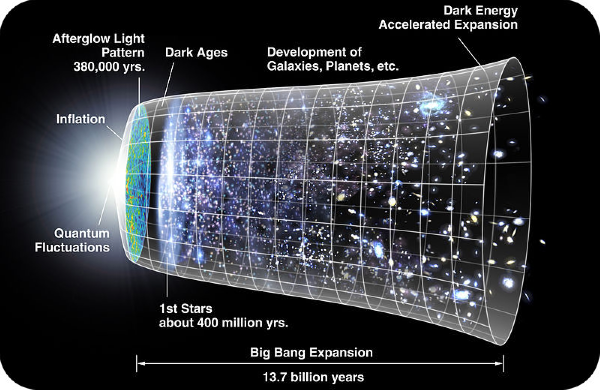 Dark Energy
Accelerated Expansion
Afterglow Light
Pattern
380,000 yrs.
Dark Ages
Development of
Galaxies, Planets, etc.
Inflation
Quantum
Fluctuations
1st Stars
about 400 million yrs.
Big Bang Expansion
13.7 billion years